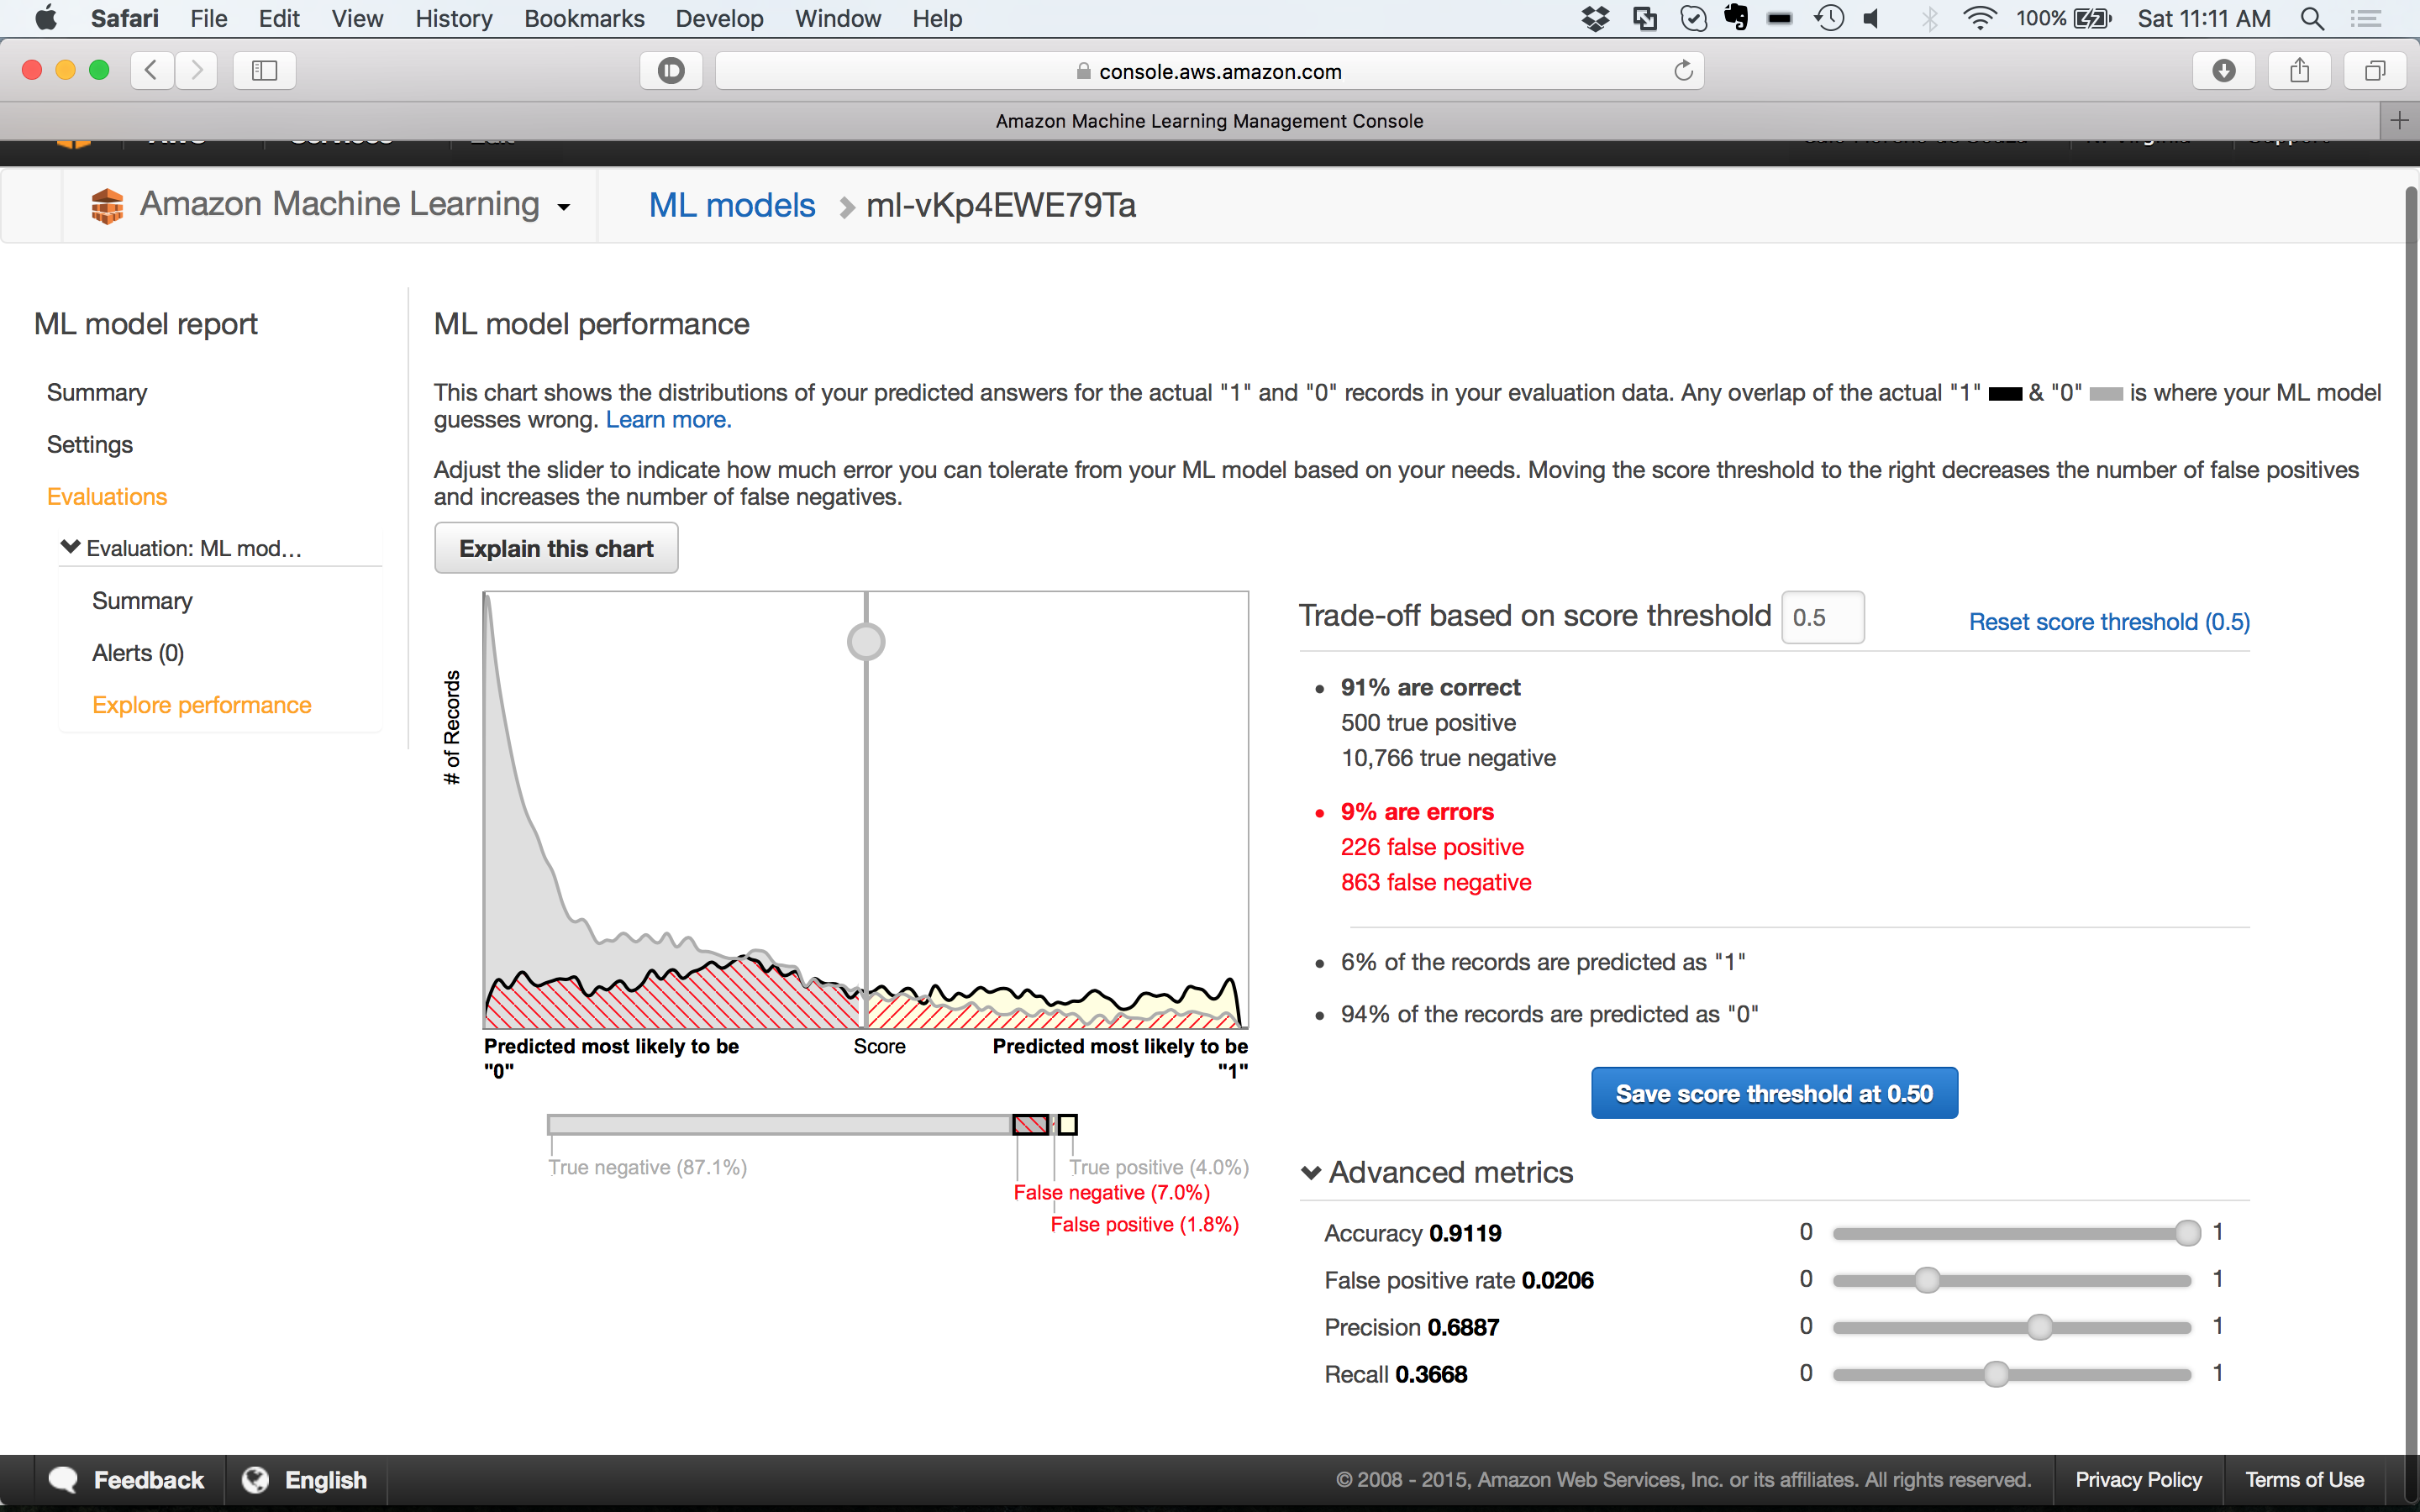 Safari File Edit View History Bookmarks Develop Window Help 100% Sat 11:11 AM
console.aws.amazon.com
Amazon Machine Learning Management Console
Amazon Machine Learning ML models ml-vKp4EWE79Ta
ML model report
Summary
Settings
Evaluations
Evaluation: ML mod...
Summary
Alerts (0)
Explore performance
ML model performance
This chart shows the distributions of your predicted answers for the actual "1" and "0" records in your evaluation data. Any overlap of the actual "1" & "0" is where your ML model
guesses wrong. Learn more.
Adjust the slider to indicate how much error you can tolerate from your ML model based on your needs. Moving the score threshold to the right decreases the number of false positives
and increases the number of false negatives.
Explain this chart
# of Records
Predicted most likely to be
"0"
Score
Predicted most likely to be
"1"
True negative (87.1%)
True positive (4.0%)
False negative (7.0%)
False positive (1.8%)
Trade-off based on score threshold 0.5 Reset score threshold (0.5)
• 91% are correct
500 true positive
10,766 true negative
• 9% are errors
226 false positive
863 false negative
• 6% of the records are predicted as "1"
• 94% of the records are predicted as "0"
Save score threshold at 0.50
Advanced metrics
Accuracy 0.9119 0 1
False positive rate 0.0206 0 1
Precision 0.6887 0 1
Recall 0.3668 0 1
Feedback English © 2008 - 2015, Amazon Web Services, Inc. or its affiliates. All rights reserved. Privacy Policy Terms of Use